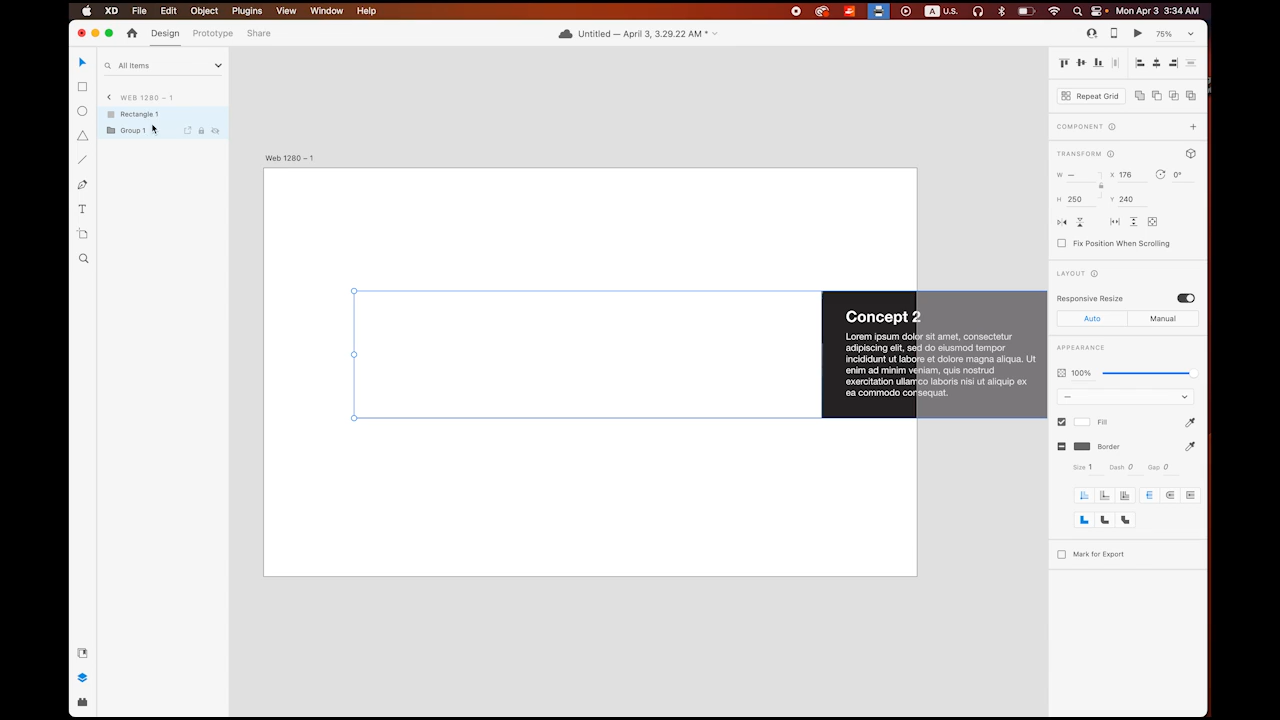 XD File Edit Object Plugins View Window Help
A U.S. Mon Apr 3 3:34 AM
Design Prototype Share
Untitled — April 3, 3.29.22 AM *
75%
All Items
WEB 1280 – 1
Rectangle 1
Group 1
Web 1280 – 1
Concept 2
Lorem ipsum dolor sit amet, consectetur
adipiscing elit, sed do eiusmod tempor
incididunt ut labore et dolore magna aliqua. Ut
enim ad minim veniam, quis nostrud
exercitation ullamco laboris nisi ut aliquip ex
ea commodo consequat.
Repeat Grid
COMPONENT
TRANSFORM
W — X 176 0°
H 250 Y 240
Fix Position When Scrolling
LAYOUT
Responsive Resize
Auto Manual
APPEARANCE
100%
—
Fill
Border
Size 1 Dash 0 Gap 0
Mark for Export